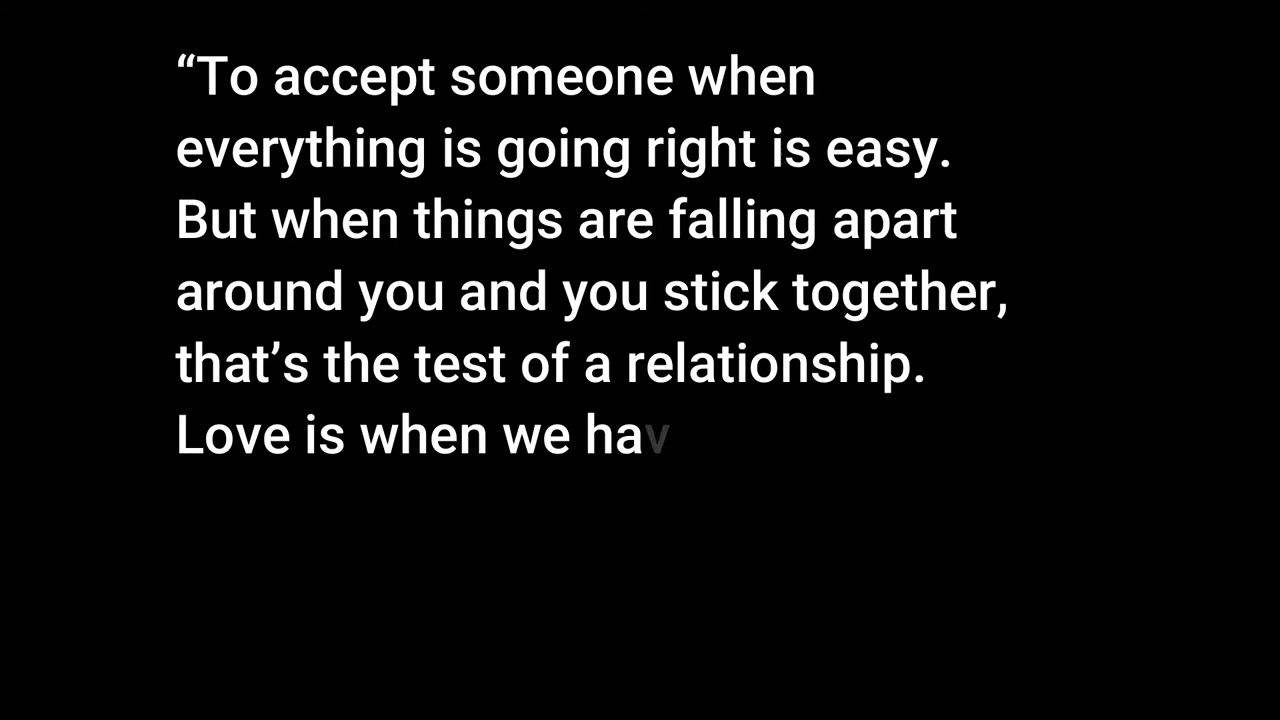 “To accept someone when
everything is going right is easy.
But when things are falling apart
around you and you stick together,
that’s the test of a relationship.
Love is when we hav